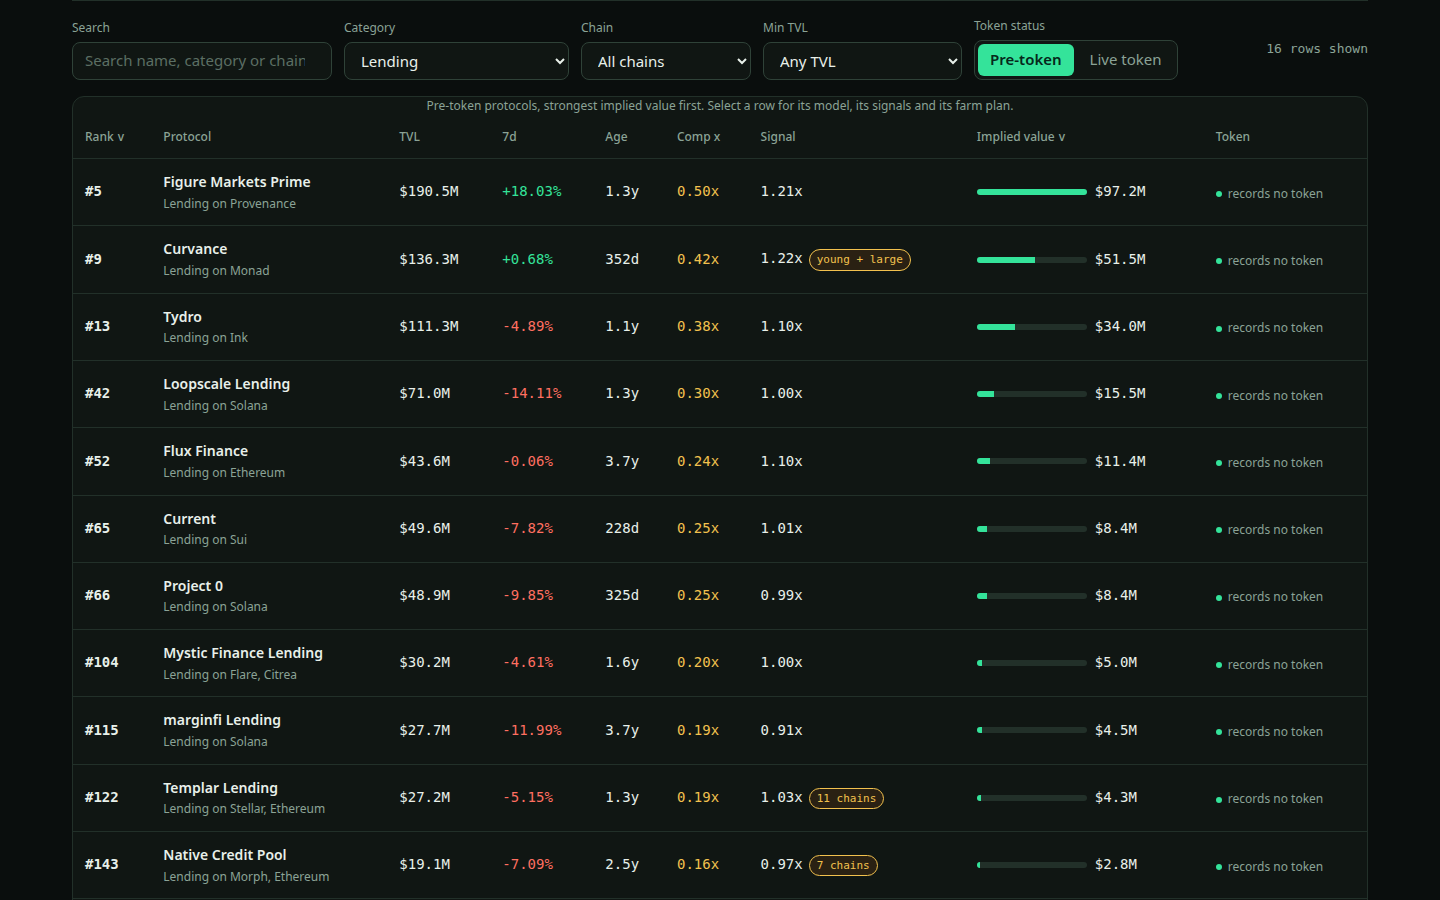 Search
Category
Chain
Min TVL
Token status
Search name, category or chain
Lending
All chains
Any TVL
Pre-token
Live token
16 rows shown
Pre-token protocols, strongest implied value first. Select a row for its model, its signals and its farm plan.
Rank v Protocol TVL 7d Age Comp x Signal Implied value v Token
#5 Figure Markets Prime $190.5M +18.03% 1.3y 0.50x 1.21x $97.2M records no token
Lending on Provenance
#9 Curvance $136.3M +0.68% 352d 0.42x 1.22x young + large $51.5M records no token
Lending on Monad
#13 Tydro $111.3M -4.89% 1.1y 0.38x 1.10x $34.0M records no token
Lending on Ink
#42 Loopscale Lending $71.0M -14.11% 1.3y 0.30x 1.00x $15.5M records no token
Lending on Solana
#52 Flux Finance $43.6M -0.06% 3.7y 0.24x 1.10x $11.4M records no token
Lending on Ethereum
#65 Current $49.6M -7.82% 228d 0.25x 1.01x $8.4M records no token
Lending on Sui
#66 Project 0 $48.9M -9.85% 325d 0.25x 0.99x $8.4M records no token
Lending on Solana
#104 Mystic Finance Lending $30.2M -4.61% 1.6y 0.20x 1.00x $5.0M records no token
Lending on Flare, Citrea
#115 marginfi Lending $27.7M -11.99% 3.7y 0.19x 0.91x $4.5M records no token
Lending on Solana
#122 Templar Lending $27.2M -5.15% 1.3y 0.19x 1.03x 11 chains $4.3M records no token
Lending on Stellar, Ethereum
#143 Native Credit Pool $19.1M -7.09% 2.5y 0.16x 0.97x 7 chains $2.8M records no token
Lending on Morph, Ethereum